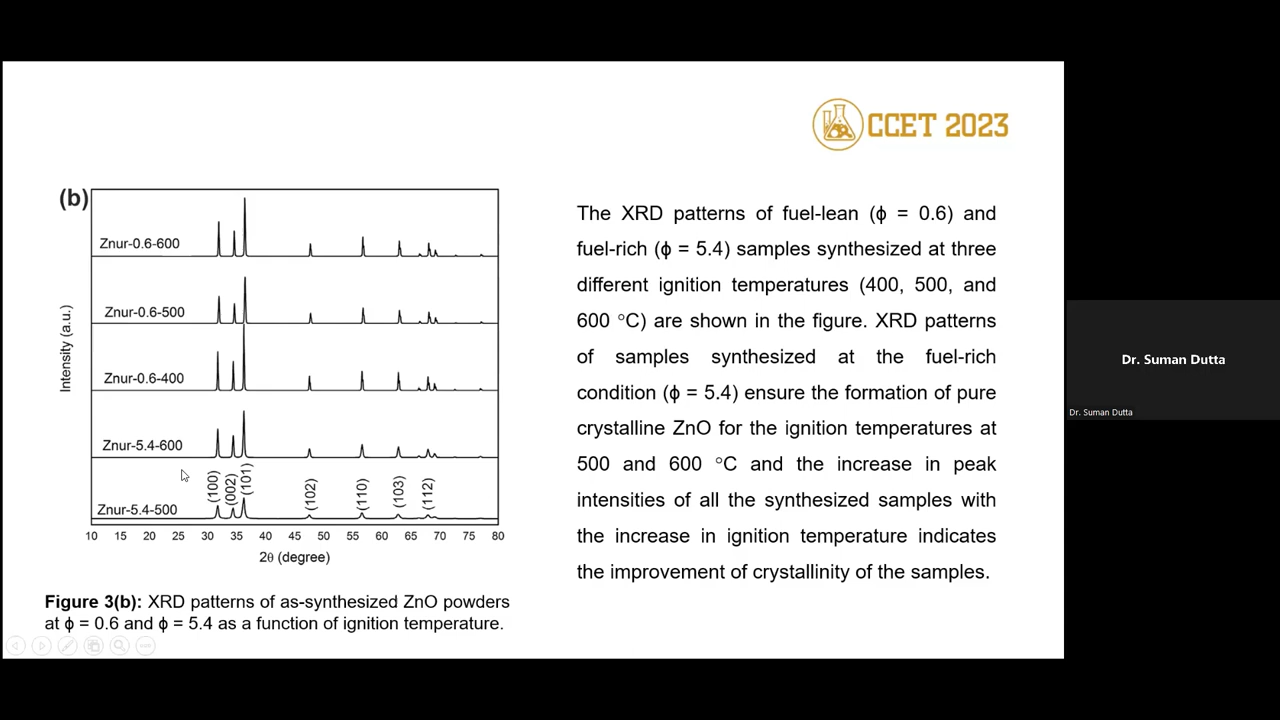 CCET 2023
(b)
Znur-0.6-600
Znur-0.6-500
Znur-0.6-400
Znur-5.4-600
Znur-5.4-500
(100)
(002)
(101)
(102)
(110)
(103)
(112)
Intensity (a.u.)
10 15 20 25 30 35 40 45 50 55 60 65 70 75 80
2θ (degree)
Figure 3(b): XRD patterns of as-synthesized ZnO powders
at ϕ = 0.6 and ϕ = 5.4 as a function of ignition temperature.
The XRD patterns of fuel-lean (ϕ = 0.6) and
fuel-rich (ϕ = 5.4) samples synthesized at three
different ignition temperatures (400, 500, and
600 °C) are shown in the figure. XRD patterns
of samples synthesized at the fuel-rich
condition (ϕ = 5.4) ensure the formation of pure
crystalline ZnO for the ignition temperatures at
500 and 600 °C and the increase in peak
intensities of all the synthesized samples with
the increase in ignition temperature indicates
the improvement of crystallinity of the samples.
Dr. Suman Dutta
Dr. Suman Dutta